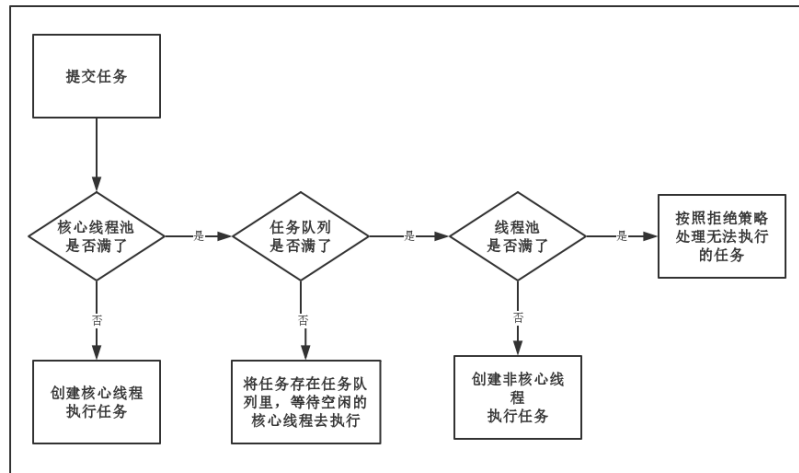 提交任务
核心线程池
是否满了
是
任务队列
是否满了
是
线程池
是否满了
是
按照拒绝策略
处理无法执行
的任务
否
否
否
创建核心线程
执行任务
将任务存在任务队
列里，等待空闲的
核心线程去执行
创建非核心线
程
执行任务